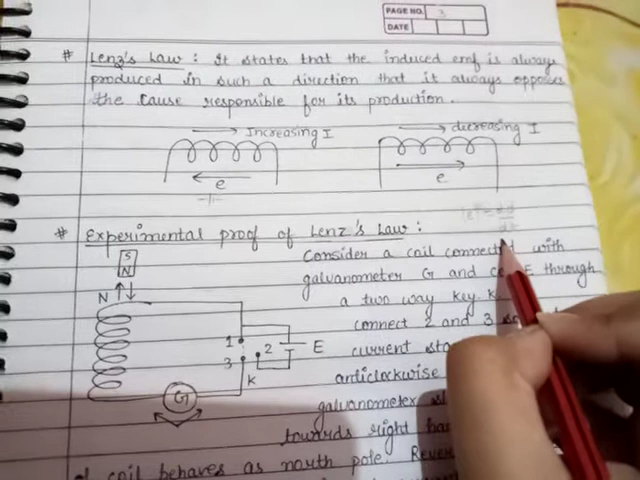 PAGE NO. 3
DATE
# Lenz's Law : It states that the induced emf is always
produced in such a direction that it always opposes
the cause responsible for its production.
Increasing I
decreasing I
e
e
# Experimental proof of Lenz's Law :
S
N
Consider a coil connected with
galvanometer G and E through
N
a two way key K
connect 2 and 3
1
2
E
3
current
K
anticlockwise
G
galvanometer
towards right
coil behaves as nouth pole.